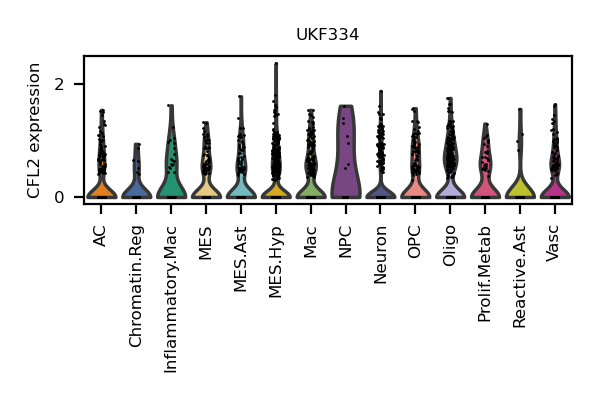 UKF334
CFL2 expression
2
0
AC
Chromatin.Reg
Inflammatory.Mac
MES
MES.Ast
MES.Hyp
Mac
NPC
Neuron
OPC
Oligo
Prolif.Metab
Reactive.Ast
Vasc